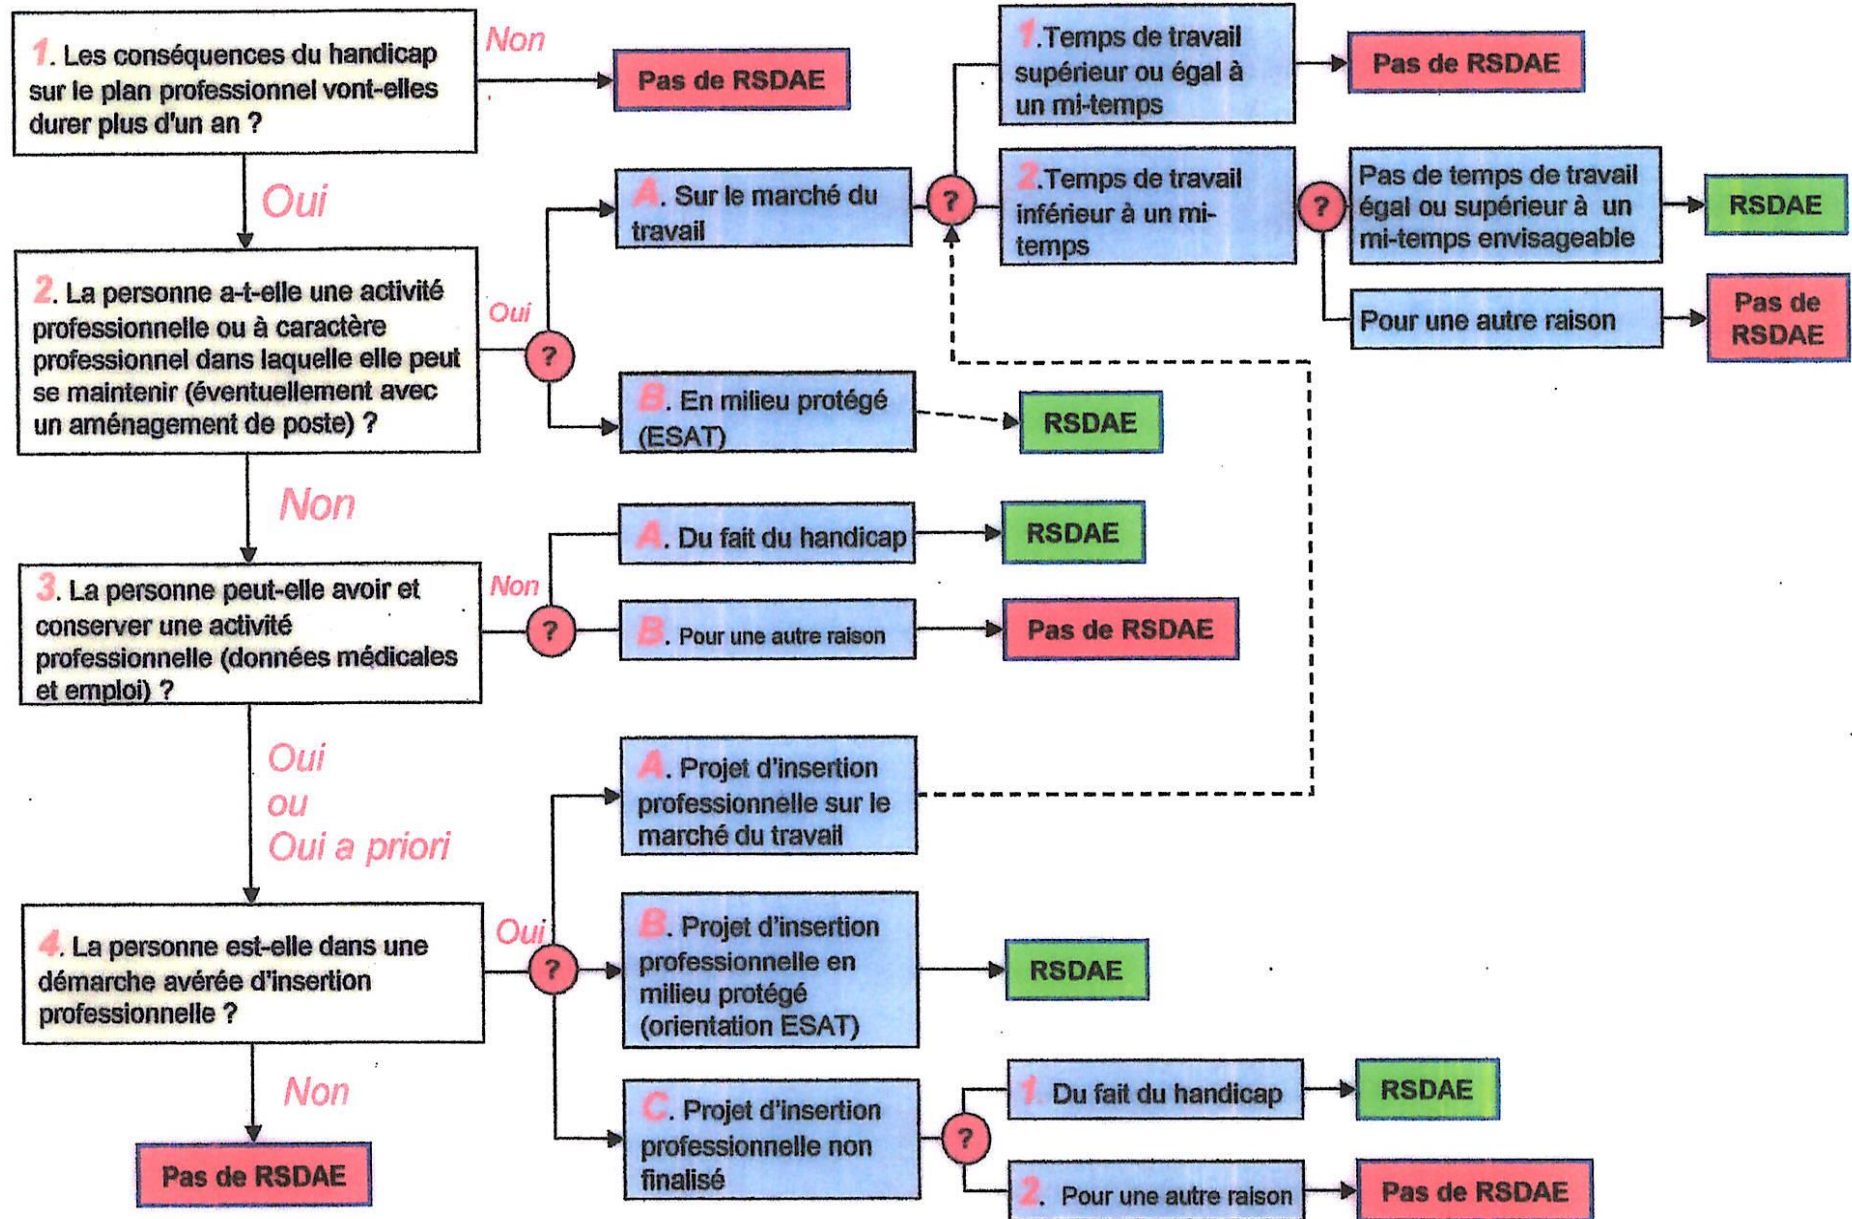 1. Les conséquences du handicap
sur le plan professionnel vont-elles
durer plus d'un an ?
Non
Pas de RSDAE
Oui
2. La personne a-t-elle une activité
professionnelle ou à caractère
professionnel dans laquelle elle peut
se maintenir (éventuellement avec
un aménagement de poste) ?
Oui
?
A. Sur le marché du
travail
?
1.Temps de travail
supérieur ou égal à
un mi-temps
Pas de RSDAE
2.Temps de travail
inférieur à un mi-
temps
?
Pas de temps de travail
égal ou supérieur à un
mi-temps envisageable
RSDAE
Pour une autre raison
Pas de
RSDAE
B. En milieu protégé
(ESAT)
RSDAE
Non
3. La personne peut-elle avoir et
conserver une activité
professionnelle (données médicales
et emploi) ?
Non
?
A. Du fait du handicap
RSDAE
B. Pour une autre raison
Pas de RSDAE
Oui
ou
Oui a priori
4. La personne est-elle dans une
démarche avérée d'insertion
professionnelle ?
Oui
?
A. Projet d'insertion
professionnelle sur le
marché du travail
B. Projet d'insertion
professionnelle en
milieu protégé
(orientation ESAT)
RSDAE
C. Projet d'insertion
professionnelle non
finalisé
?
1. Du fait du handicap
RSDAE
2. Pour une autre raison
Pas de RSDAE
Non
Pas de RSDAE